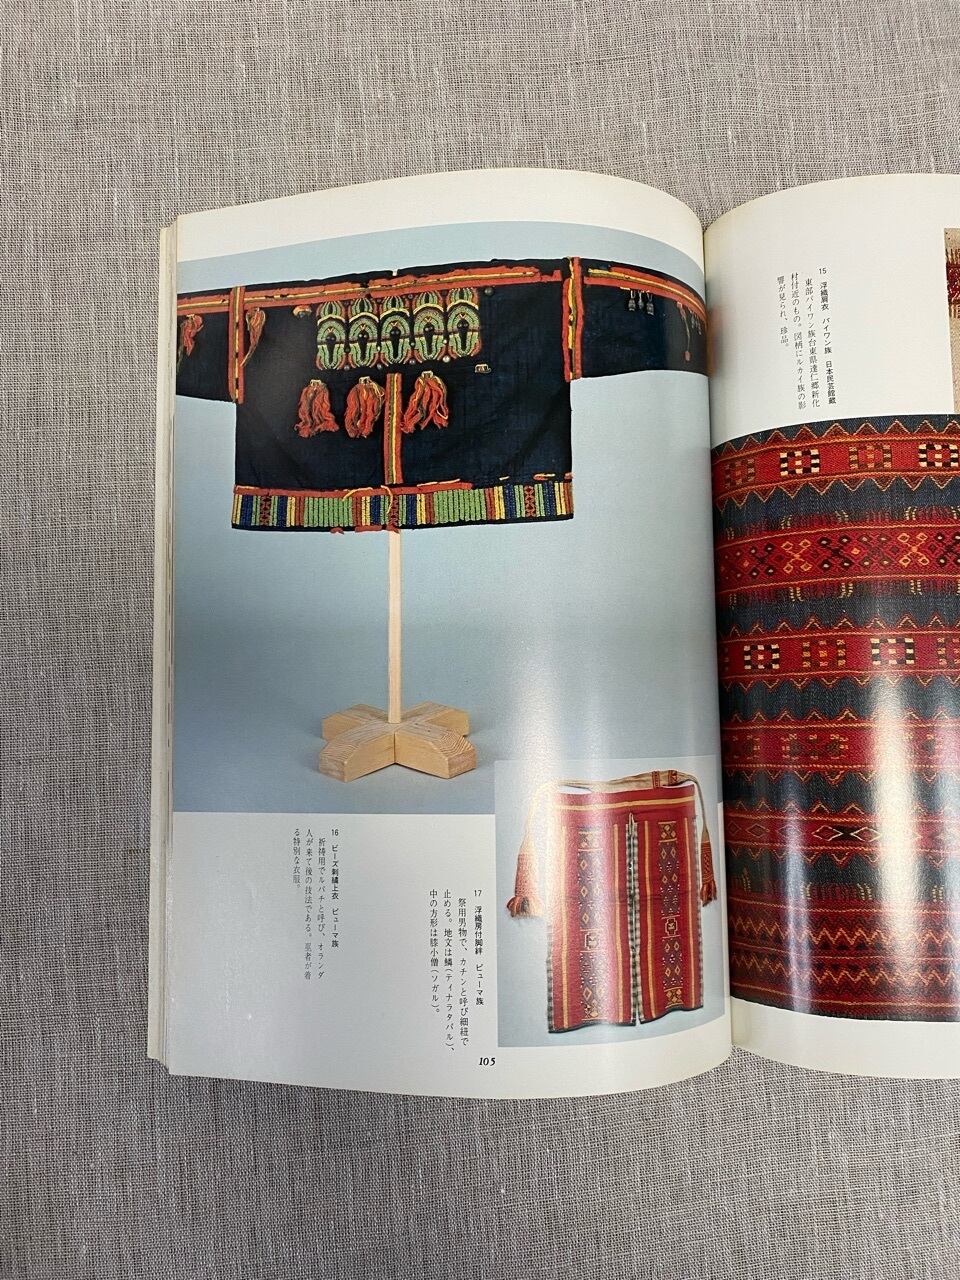 15　浮織肩衣　パイワン族　日本民芸館蔵
東部パイワン族台東県達仁郷新化
村付近のもの。図柄にルカイ族の影
響が見られ、珍品。
16　ビーズ刺繍上衣　ピューマ族
祈祷用でルパチと呼び、オランダ
人が来て後の技法である。巫者が着
る特別な衣服。
17　浮織房付脚絆　ピューマ族
祭用男物で、カチンと呼び細紐で
止める。地文は鱗(ティナラタパル)、
中の方形は膝小僧(ソガル)。
105